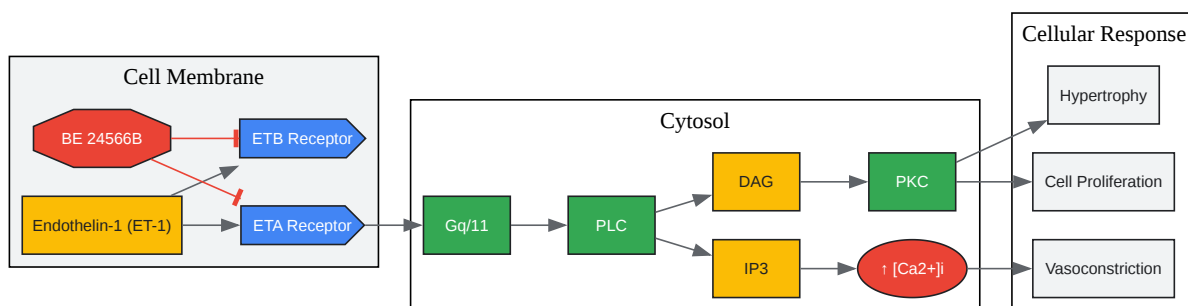 Cell Membrane
BE 24566B
ETB Receptor
Endothelin-1 (ET-1)
ETA Receptor
Cytosol
Gq/11
PLC
DAG
PKC
IP3
↑ [Ca2+]i
Cellular Response
Hypertrophy
Cell Proliferation
Vasoconstriction